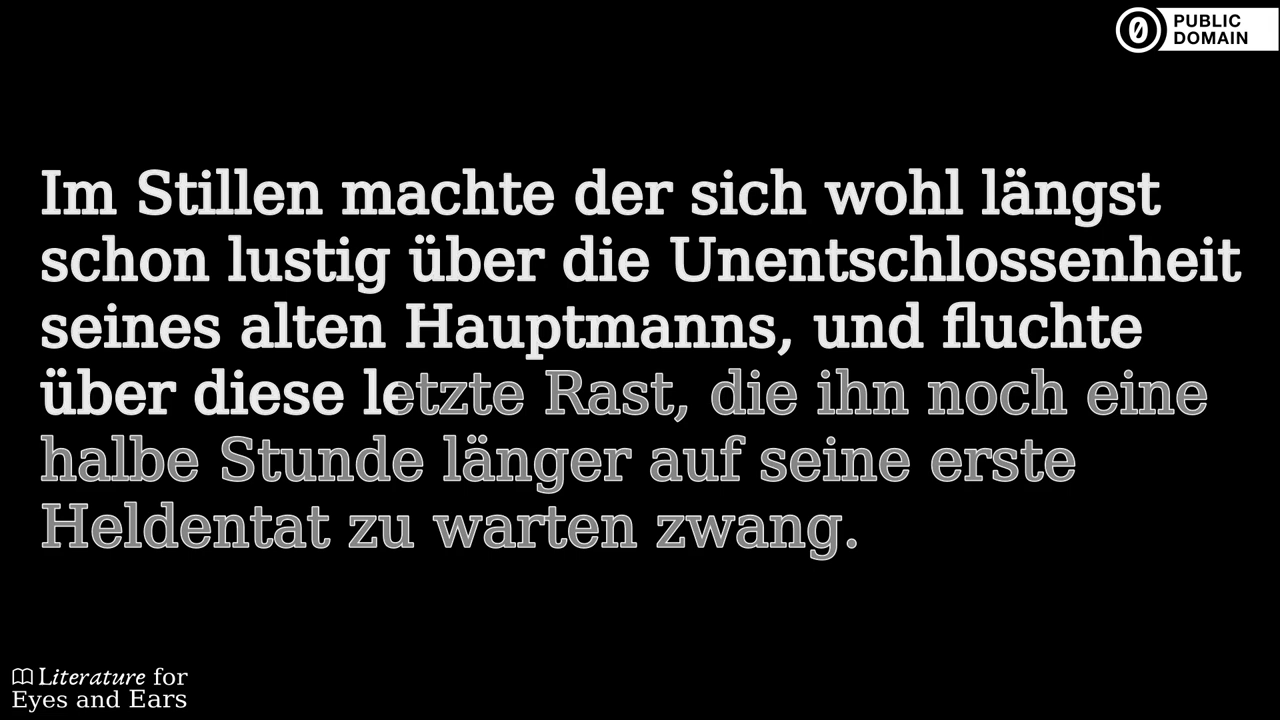 PUBLIC
DOMAIN
Im Stillen machte der sich wohl längst
schon lustig über die Unentschlossenheit
seines alten Hauptmanns, und fluchte
über diese letzte Rast, die ihn noch eine
halbe Stunde länger auf seine erste
Heldentat zu warten zwang.
Literature for
Eyes and Ears